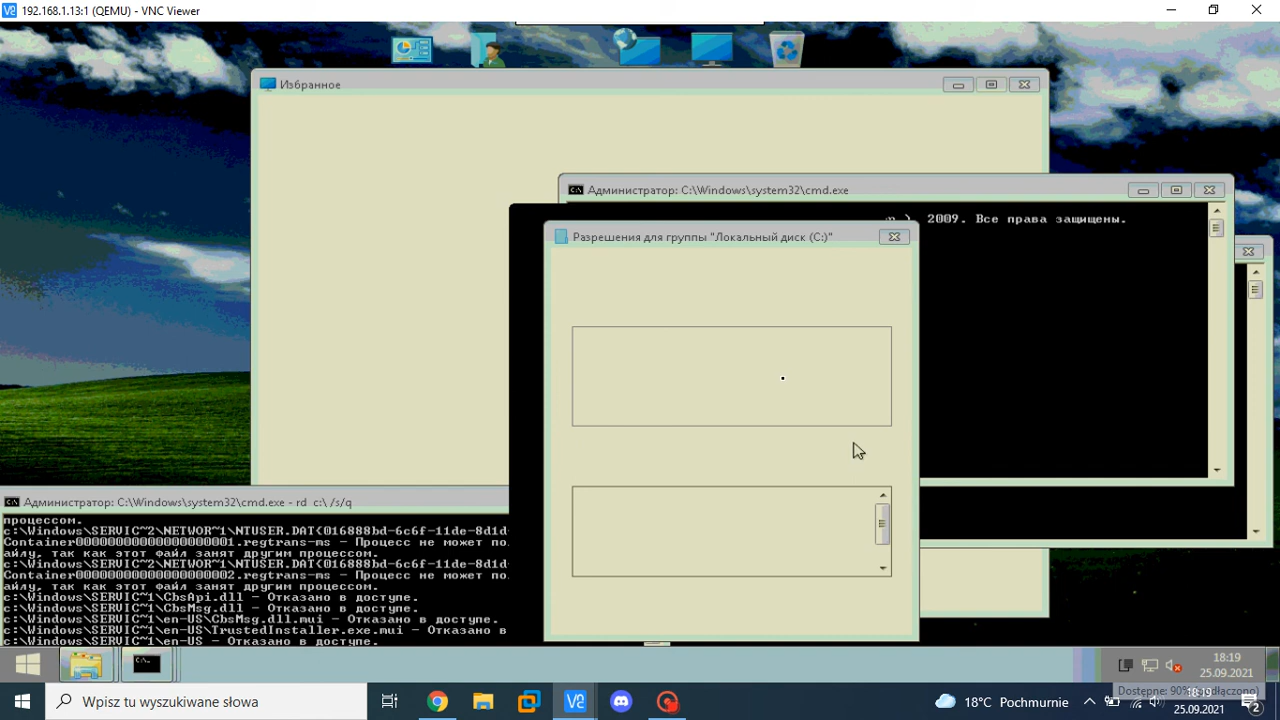 192.168.1.13:1 (QEMU) - VNC Viewer
Избранное
Администратор: C:\Windows\system32\cmd.exe
2009. Все права защищены.
Разрешения для группы "Локальный диск (C:)"
Администратор: C:\Windows\system32\cmd.exe - rd c:\ /s/q
процессом.
c:\Windows\SERVIC~2\NETWOR~1\NTUSER.DAT{016888bd-6c6f-11de-8d1d
Container00000000000000000001.regtrans-ms - Процесс не может по
айлу, так как этот файл занят другим процессом.
c:\Windows\SERVIC~2\NETWOR~1\NTUSER.DAT{016888bd-6c6f-11de-8d1d
Container00000000000000000002.regtrans-ms - Процесс не может по
айлу, так как этот файл занят другим процессом.
c:\Windows\SERVIC~1\CbsApi.dll - Отказано в доступе.
c:\Windows\SERVIC~1\CbsMsg.dll - Отказано в доступе.
c:\Windows\SERVIC~1\en-US\CbsMsg.dll.mui - Отказано в доступе.
c:\Windows\SERVIC~1\en-US\TrustedInstaller.exe.mui - Отказано в
c:\Windows\SERVIC~1\en-US - Отказано в доступе.
18:19
25.09.2021
Wpisz tu wyszukiwane słowa
18°C Pochmurnie
18:19
25.09.2021
2